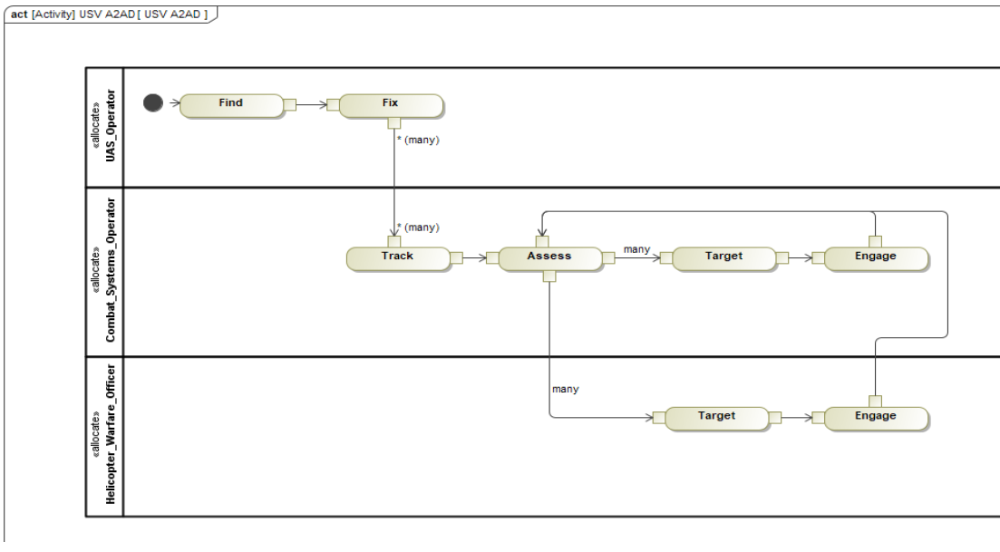 act [Activity] USV A2AD[ USV A2AD ]
«allocate»
UAS_Operator
Find
Fix
* (many)
«allocate»
Combat_Systems_Operator
* (many)
Track
Assess
many
Target
Engage
«allocate»
Helicopter_Warfare_Officer
many
Target
Engage